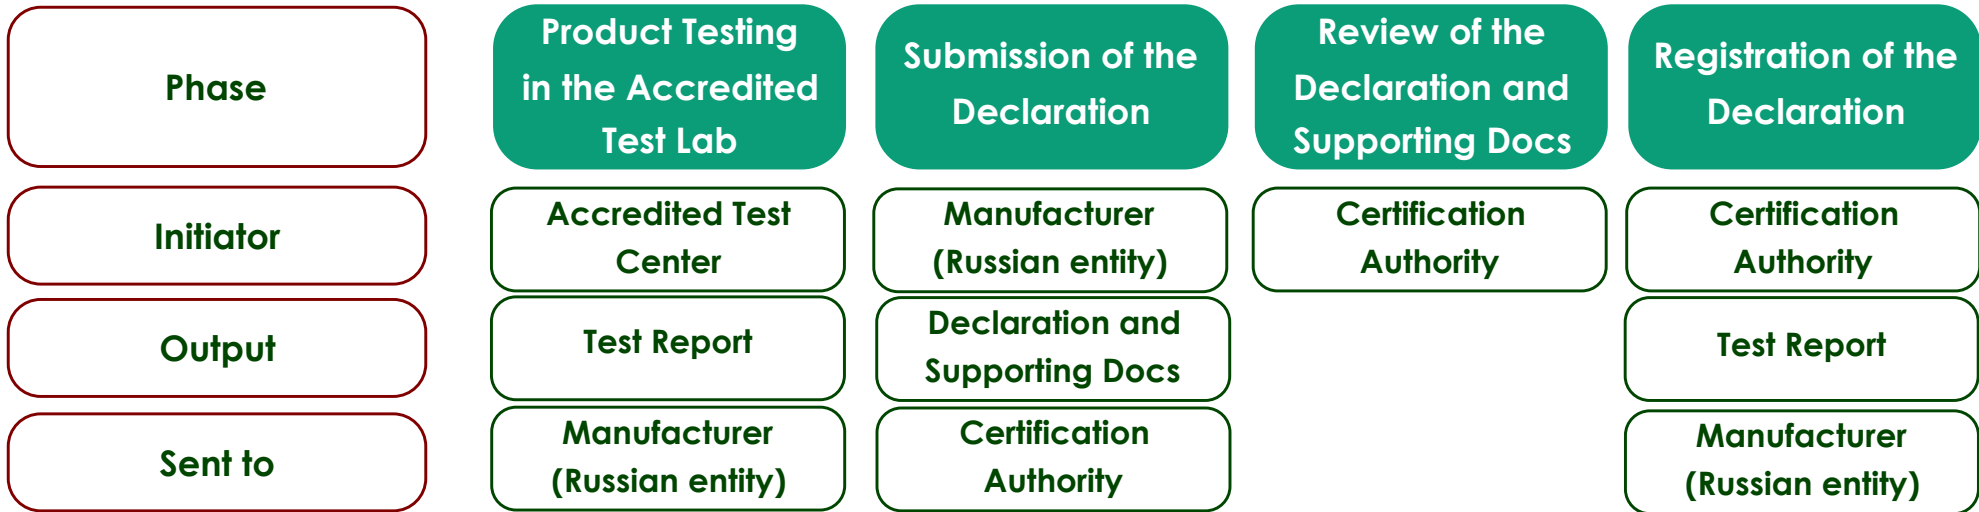 Phase
Product Testing
in the Accredited
Test Lab
Submission of the
Declaration
Review of the
Declaration and
Supporting Docs
Registration of the
Declaration
Initiator
Accredited Test
Center
Manufacturer
(Russian entity)
Certification
Authority
Certification
Authority
Output
Test Report
Declaration and
Supporting Docs
Test Report
Sent to
Manufacturer
(Russian entity)
Certification
Authority
Manufacturer
(Russian entity)